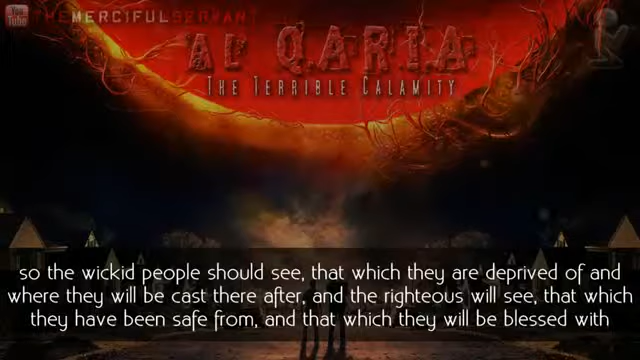 You Tube THEMERCIFULSERVANT
AL QARIA
The Terrible Calamity
so the wickid people should see, that which they are deprived of and
where they will be cast there after, and the righteous will see, that which
they have been safe from, and that which they will be blessed with